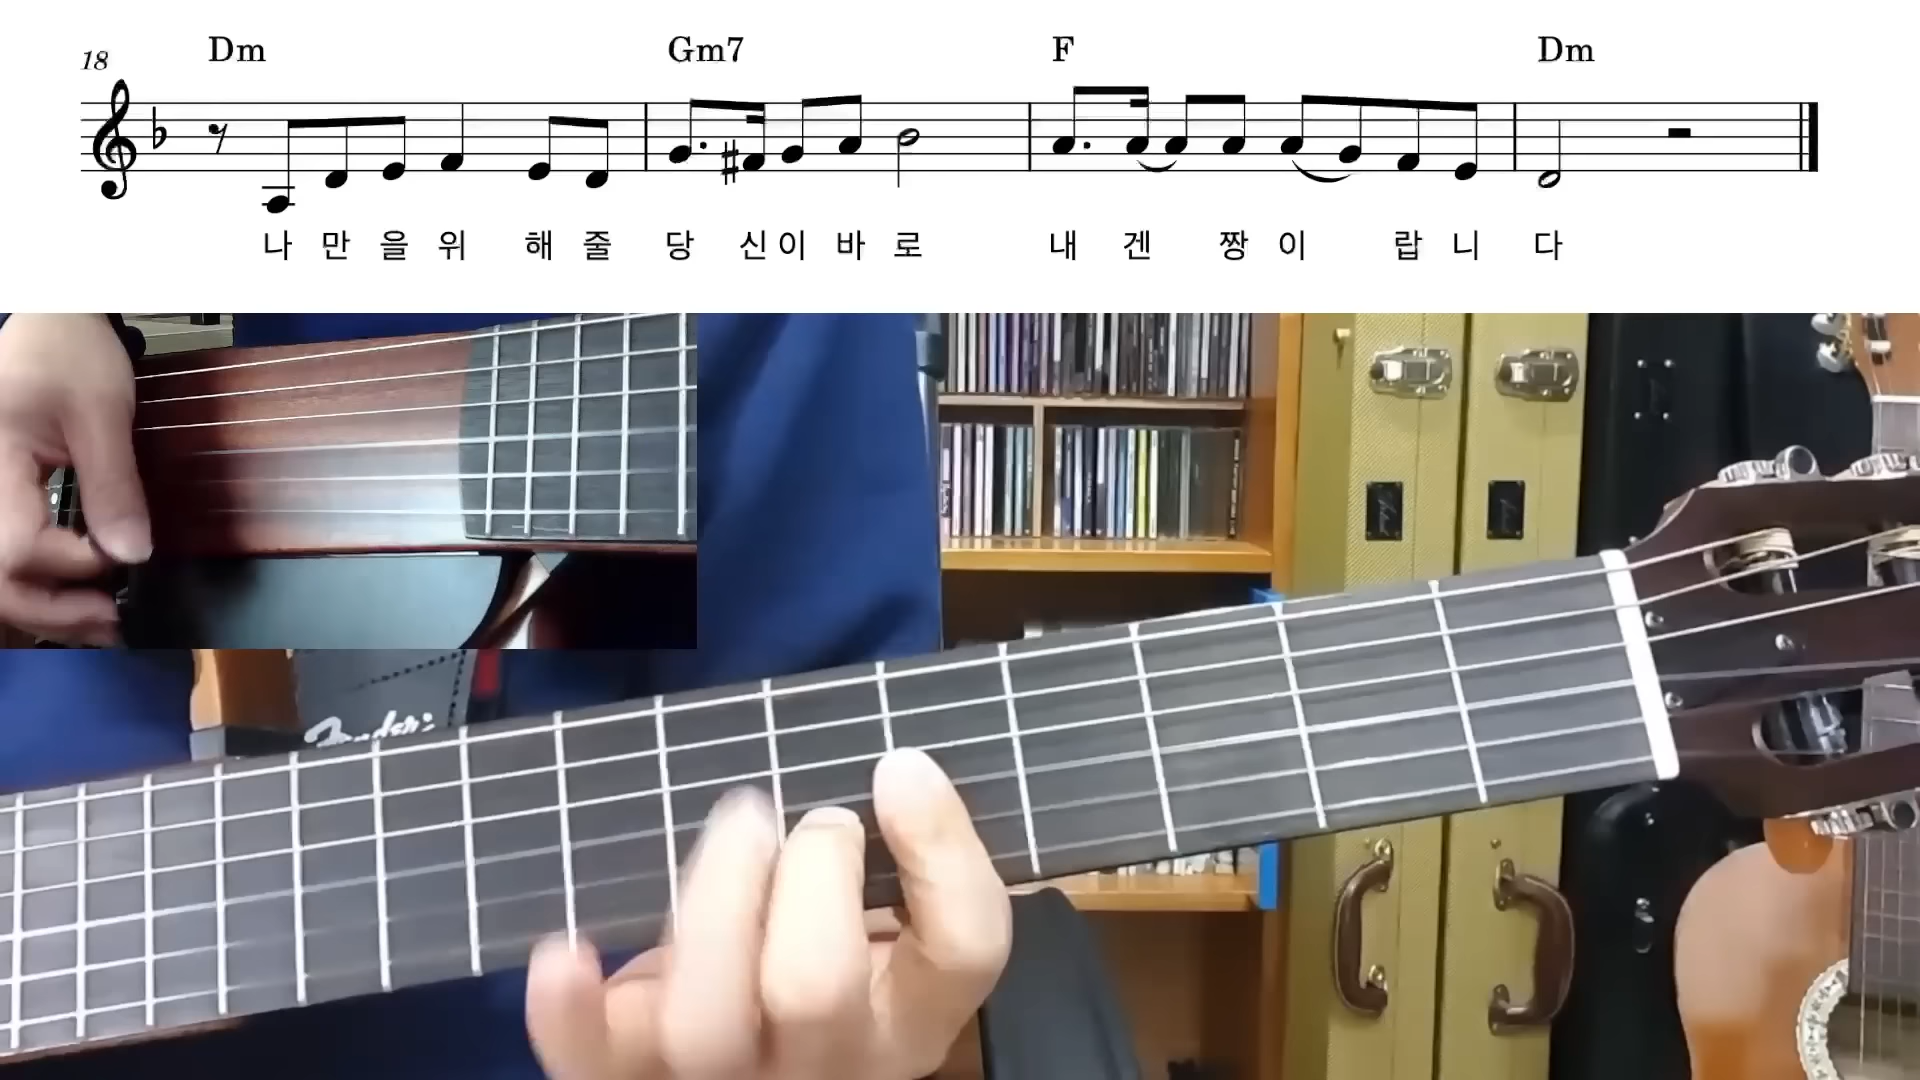 Dm Gm7 F Dm
18
나 만 을 위 해 줄 당 신 이 바 로 내 겐 짱 이 랍 니 다
Fender